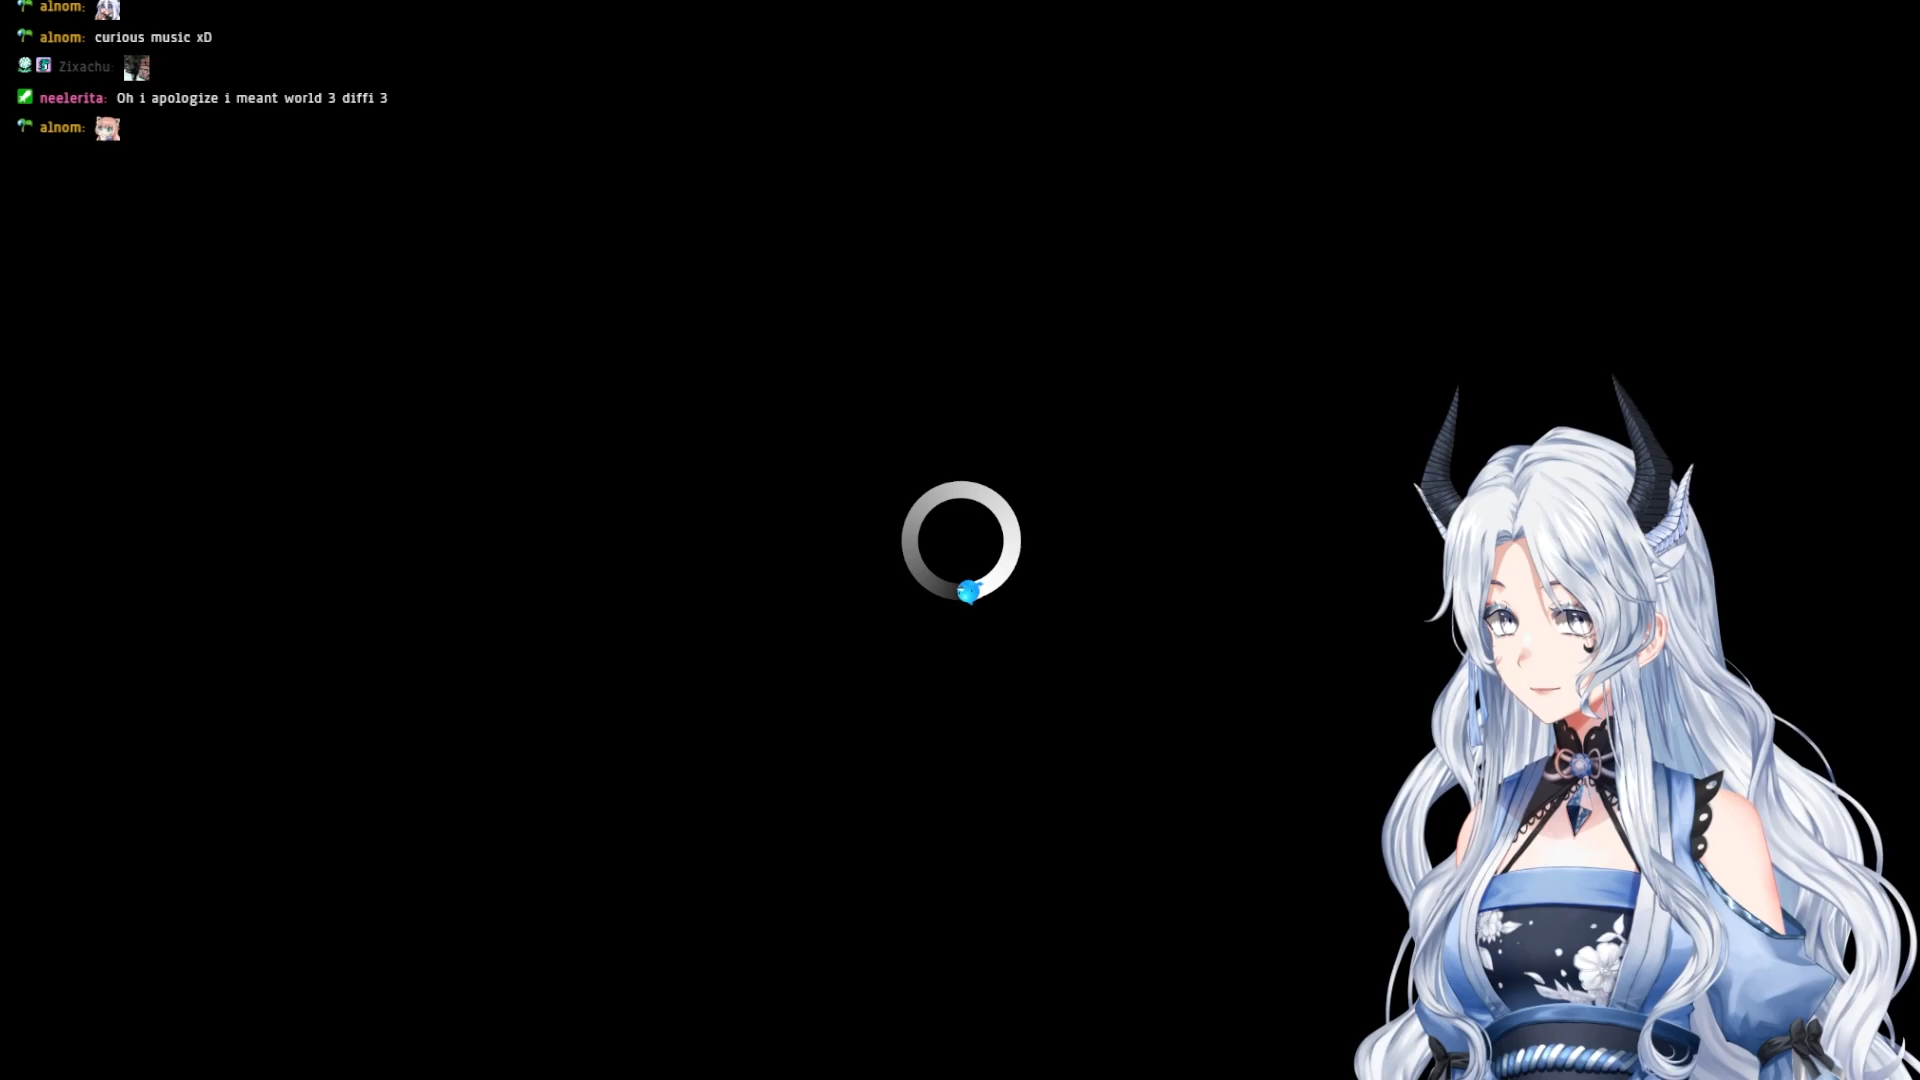 alnom:
alnom: curious music xD
Zixachu:
neelerita: Oh i apologize i meant world 3 diffi 3
alnom: